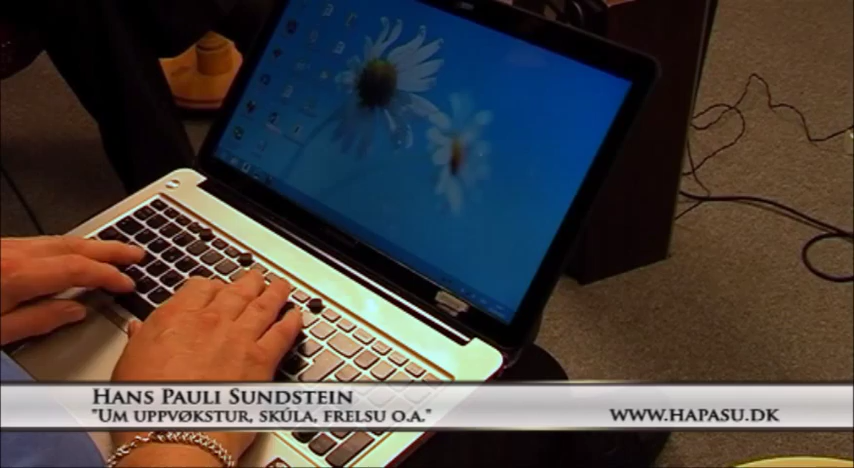 Hans Pauli Sundstein
"Um uppvøkstur, skúla, frelsu o.a."
www.hapasu.dk